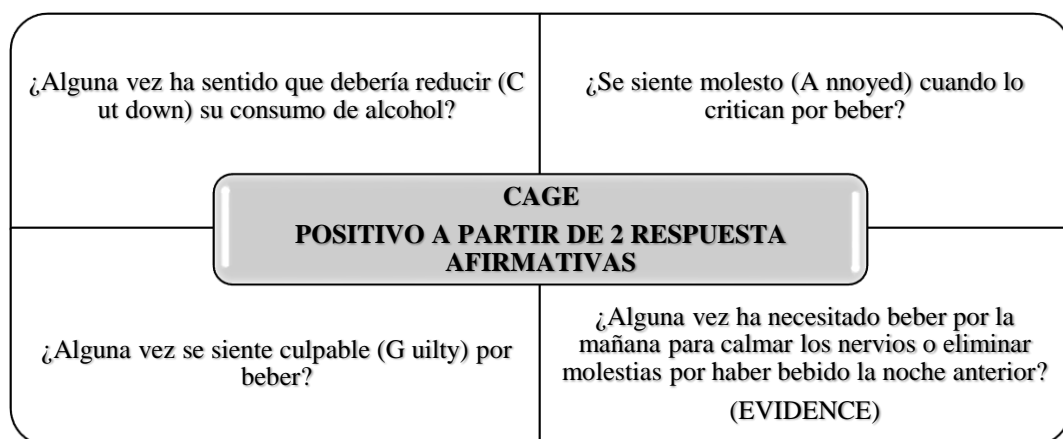 ¿Alguna vez ha sentido que debería reducir (C
ut down) su consumo de alcohol?
¿Se siente molesto (A nnoyed) cuando lo
critican por beber?
CAGE
POSITIVO A PARTIR DE 2 RESPUESTA
AFIRMATIVAS
¿Alguna vez se siente culpable (G uilty) por
beber?
¿Alguna vez ha necesitado beber por la
mañana para calmar los nervios o eliminar
molestias por haber bebido la noche anterior?
(EVIDENCE)